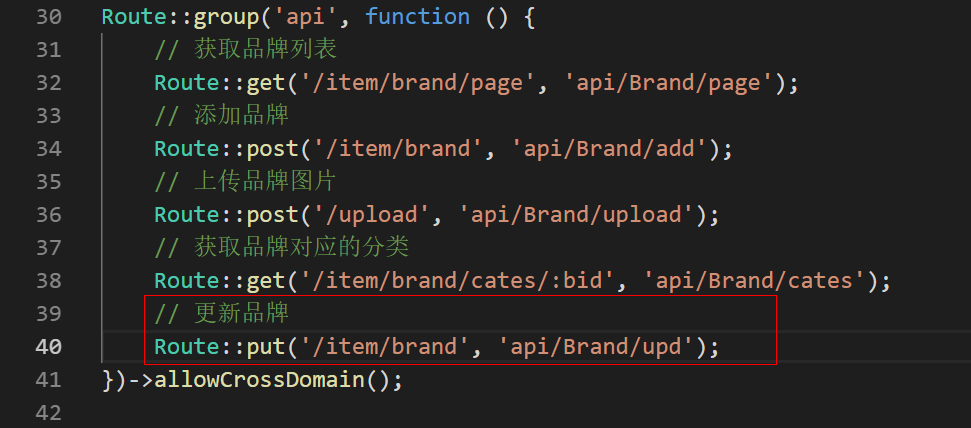 30 Route::group('api', function () {
31 // 获取品牌列表
32 Route::get('/item/brand/page', 'api/Brand/page');
33 // 添加品牌
34 Route::post('/item/brand', 'api/Brand/add');
35 // 上传品牌图片
36 Route::post('/upload', 'api/Brand/upload');
37 // 获取品牌对应的分类
38 Route::get('/item/brand/cates/:bid', 'api/Brand/cates');
39 // 更新品牌
40 Route::put('/item/brand', 'api/Brand/upd');
41 })->allowCrossDomain();
42